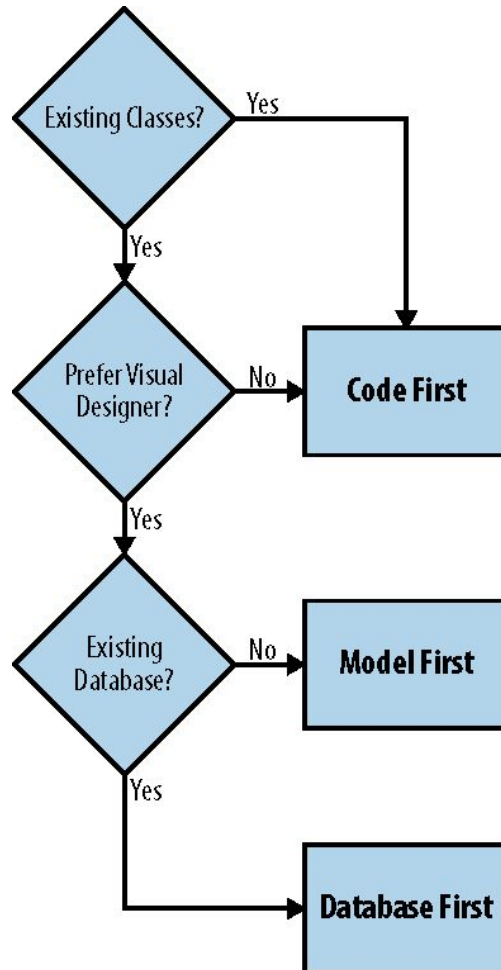 Existing Classes?
Yes
Yes
Prefer Visual
Designer?
No
Code First
Yes
Existing
Database?
No
Model First
Yes
Database First